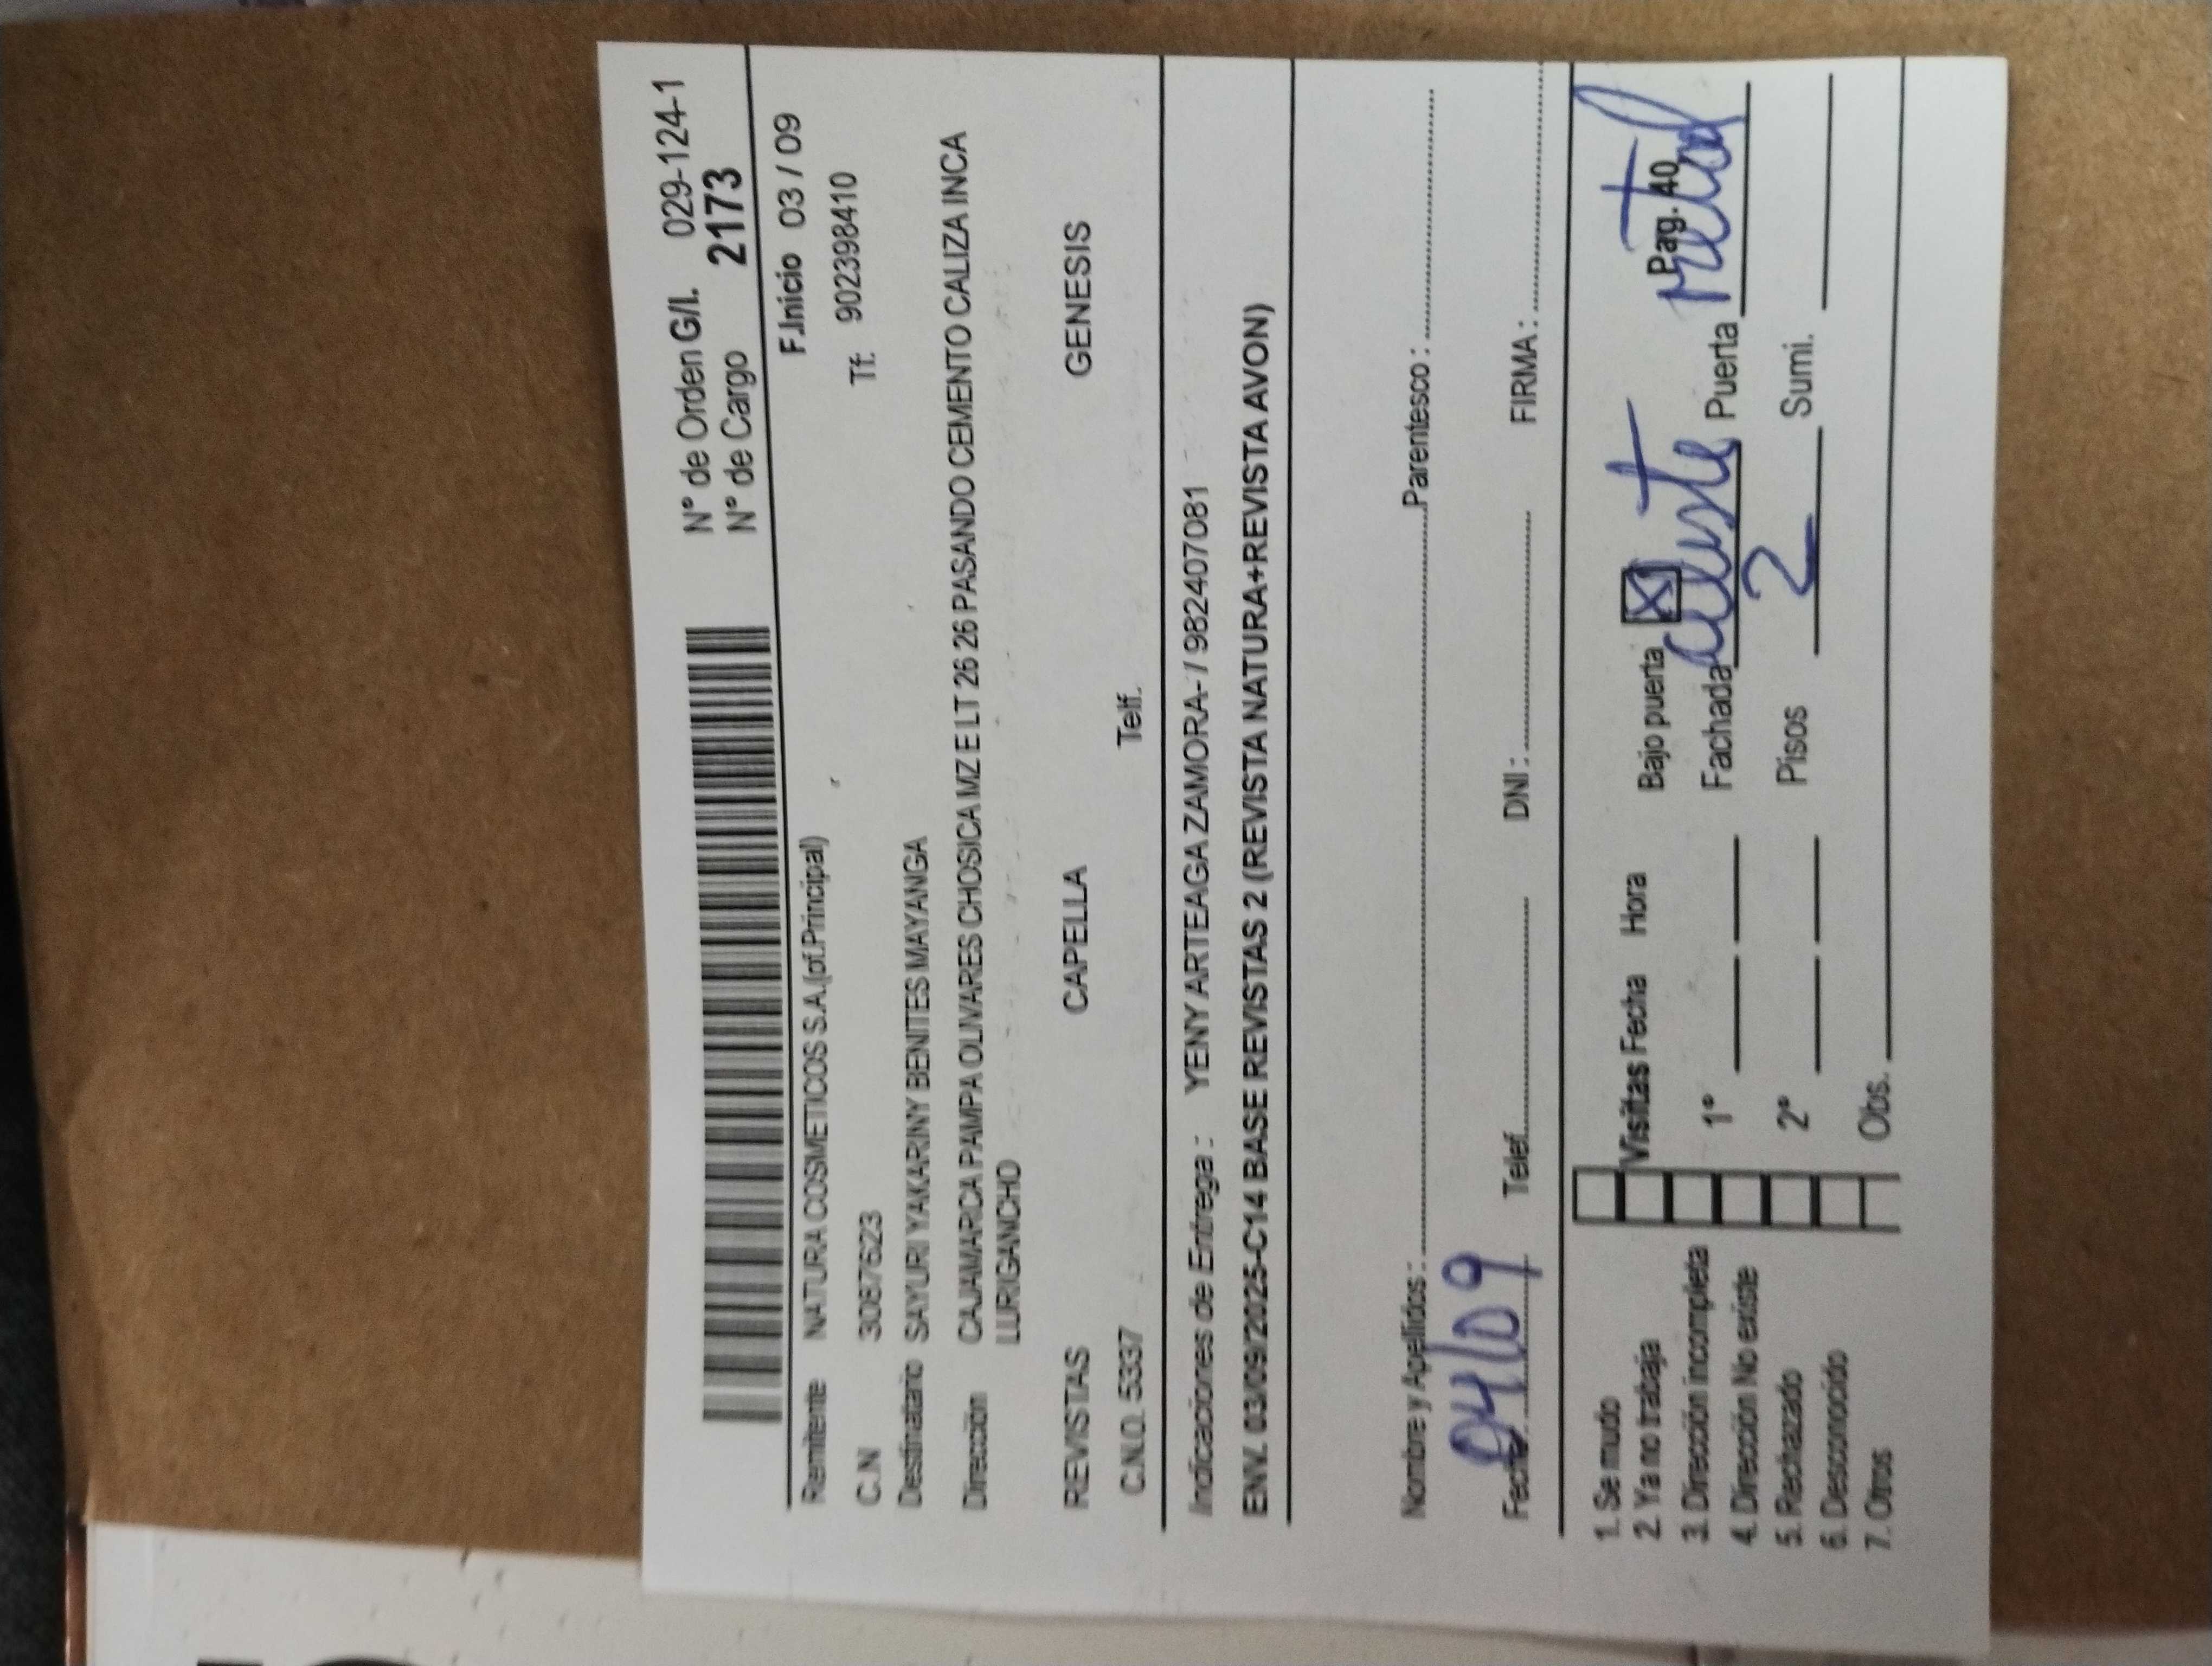 N° de Orden G/I. 029-124-1
N° de Cargo 2173
F.Inicio 03 / 09
Remitente NATURA COSMETICOS S.A.(pf.Principal)
C.N 3087623 Tf. 902398410
Destinatario SAYURI YAKARINY BENITES MAYANGA
Dirección CAJAMARCA PAMPA OLIVARES CHOSICA MZ E LT 26 26 PASANDO CEMENTO CALIZA INCA
LURIGANCHO
REVISTAS CAPELLA GENESIS
C.N.O. 5337 Telf.
Indicaciones de Entrega : YENY ARTEAGA ZAMORA- / 982407081
ENV. 03/09/2025-C14 BASE REVISTAS 2 (REVISTA NATURA+REVISTA AVON)
Nombre y Apellidos : Parentesco :
Fecha 04/09 Telef. DNI : FIRMA :
1. Se mudo
2. Ya no trabaja Visitas Fecha Hora Bajo puerta X Pag. 40
3. Dirección incompleta 1° Fachada celeste Puerta metal
4. Dirección No existe
5. Rechazado 2° Pisos 2 Sumi.
6. Desconocido
7. Otros Obs.